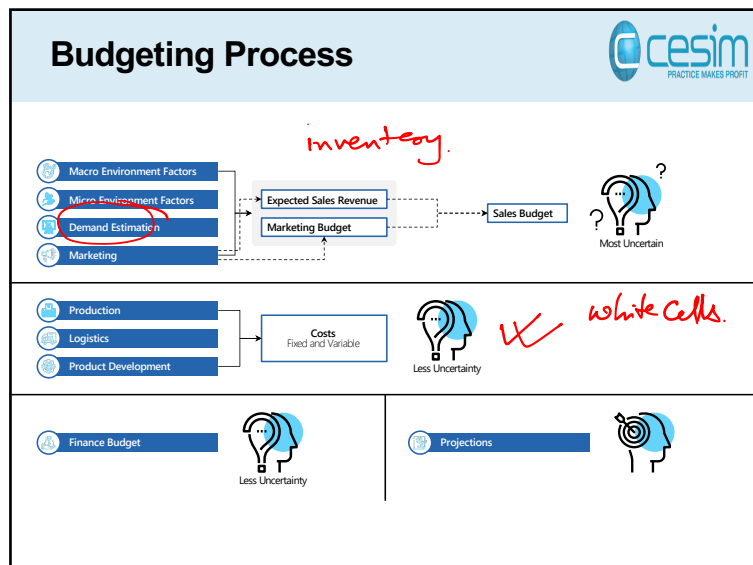 Budgeting Process
cesim
PRACTICE MAKES PROFIT
inventory.
Macro Environment Factors
Micro Environment Factors
Demand Estimation
Marketing
Expected Sales Revenue
Marketing Budget
Sales Budget
? ?
Most Uncertain
Production
Logistics
Product Development
Costs
Fixed and Variable
Less Uncertainty
white cells.
Finance Budget
Less Uncertainty
Projections